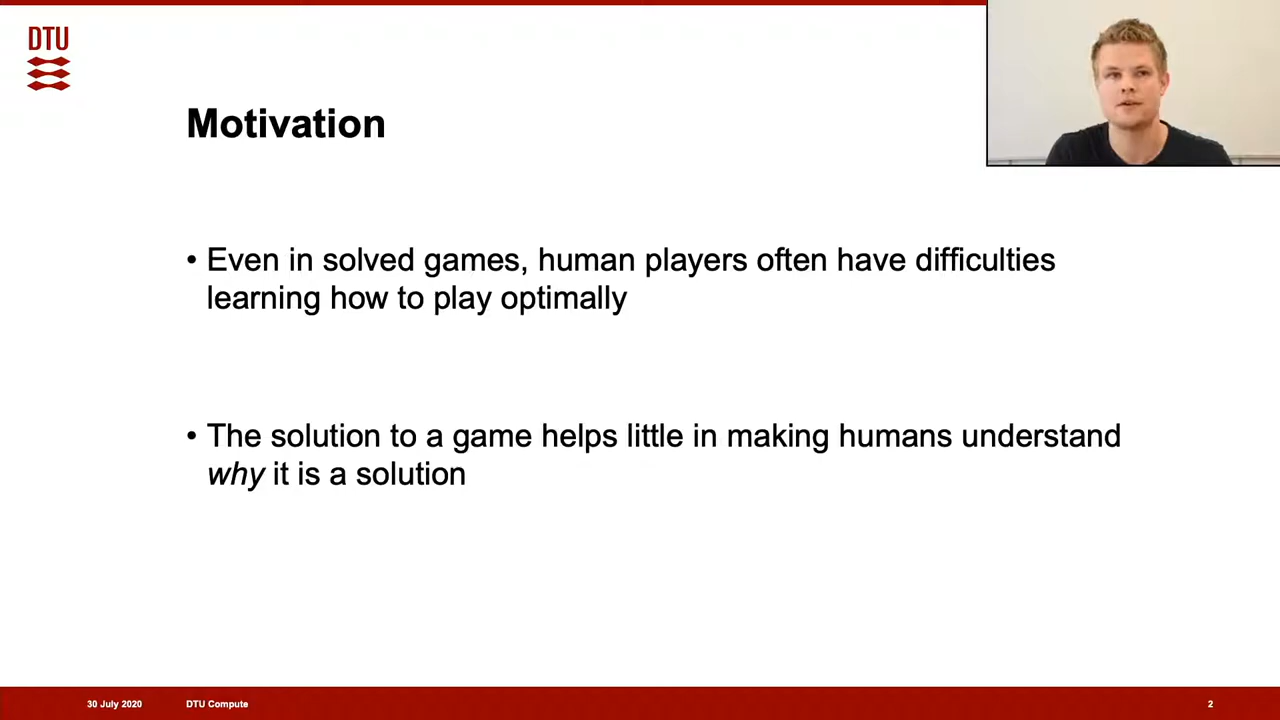 DTU
Motivation
• Even in solved games, human players often have difficulties
learning how to play optimally
• The solution to a game helps little in making humans understand
why it is a solution
30 July 2020 DTU Compute 2